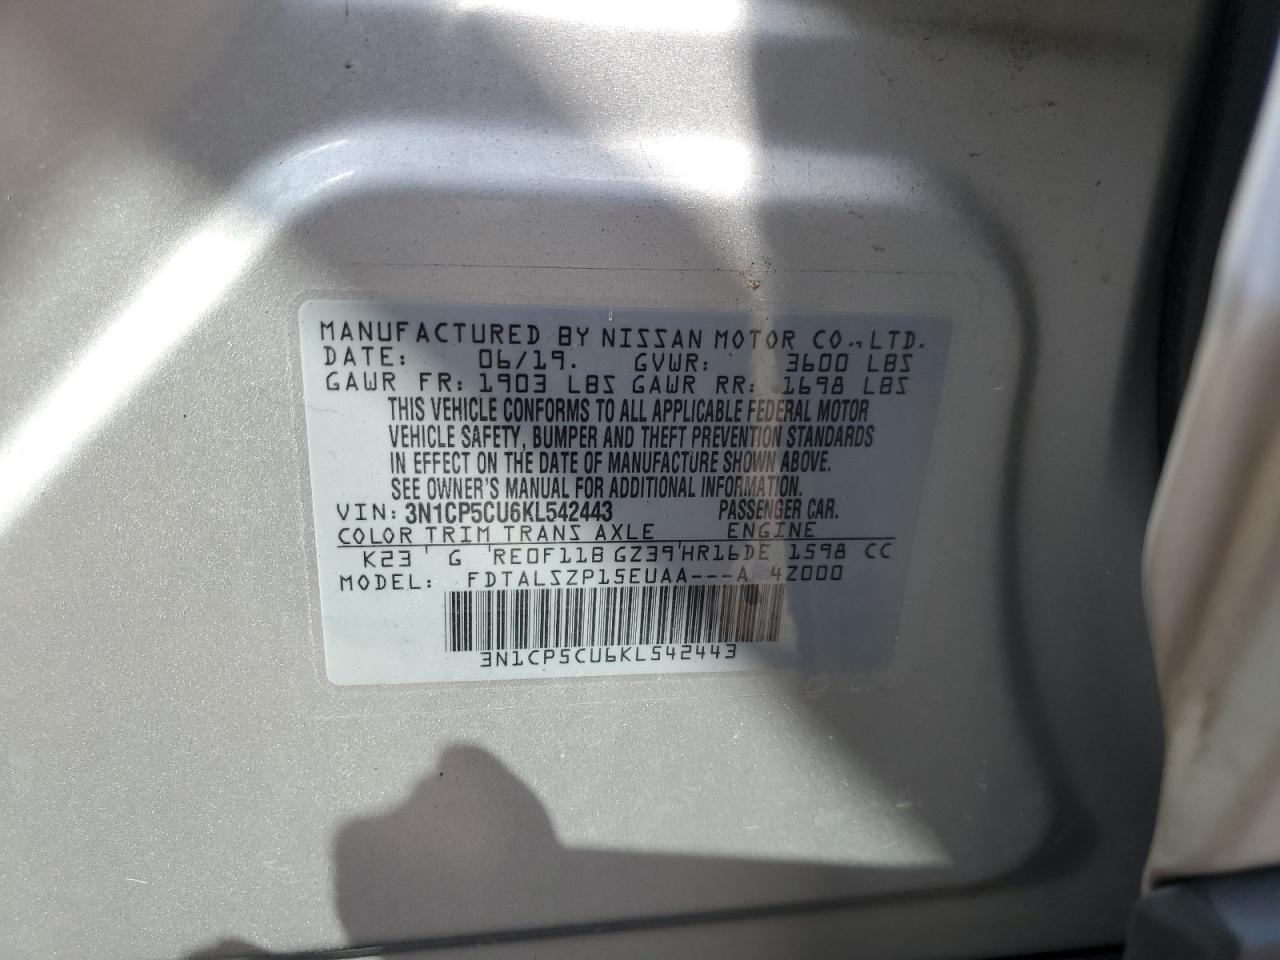 MANUFACTURED BY NISSAN MOTOR CO., LTD.
DATE: 06/19. GVWR: 3600 LBS
GAWR FR: 1903 LBS GAWR RR: 1698 LBS
THIS VEHICLE CONFORMS TO ALL APPLICABLE FEDERAL MOTOR
VEHICLE SAFETY, BUMPER AND THEFT PREVENTION STANDARDS
IN EFFECT ON THE DATE OF MANUFACTURE SHOWN ABOVE.
SEE OWNER'S MANUAL FOR ADDITIONAL INFORMATION.
VIN: 3N1CP5CU6KL542443 PASSENGER CAR.
COLOR TRIM TRANS AXLE ENGINE
K23 G RE0F11B GZ39 HR16DE 1598 CC
MODEL: FDTALSZP15EUAA---A 4Z000
3N1CP5CU6KL542443